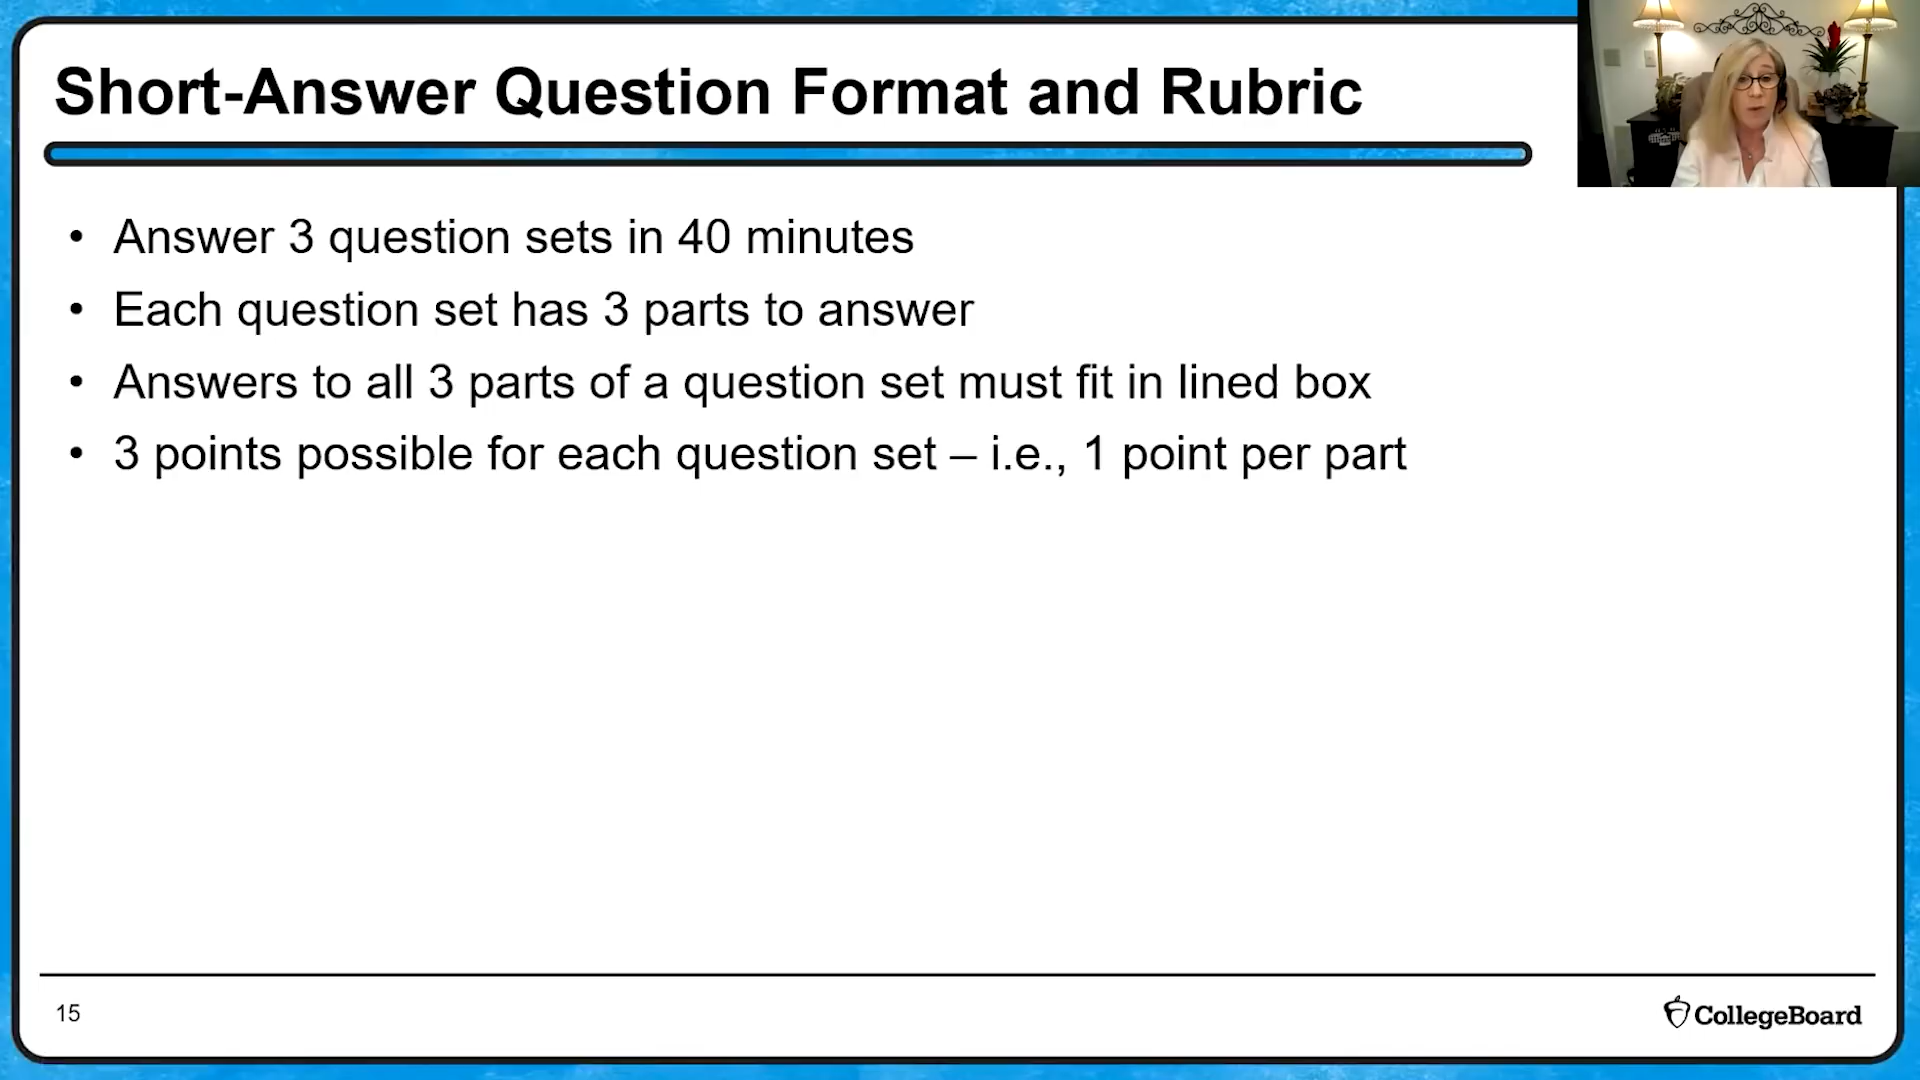 Short-Answer Question Format and Rubric
• Answer 3 question sets in 40 minutes
• Each question set has 3 parts to answer
• Answers to all 3 parts of a question set must fit in lined box
• 3 points possible for each question set – i.e., 1 point per part
15
CollegeBoard